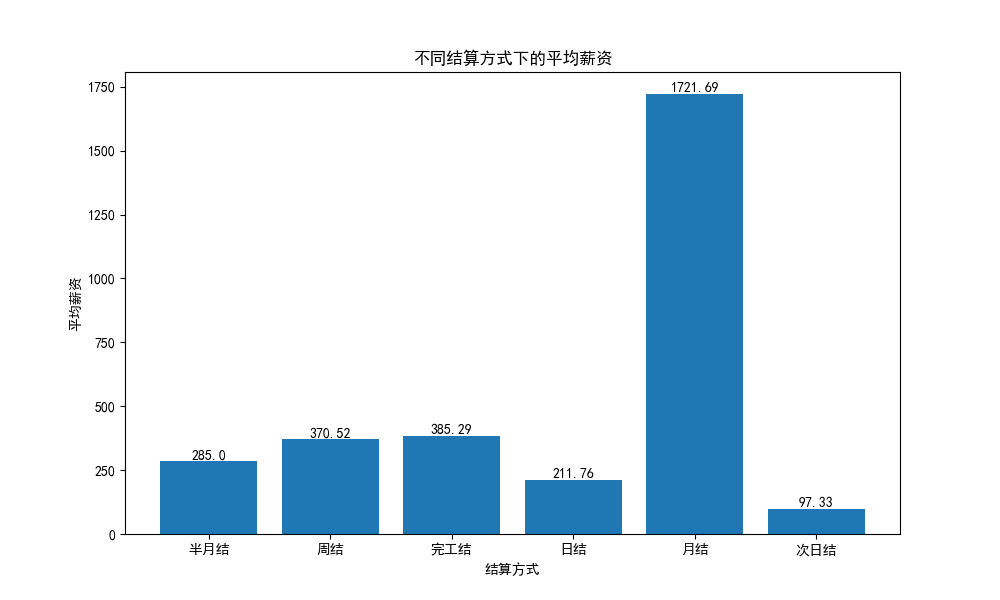 不同结算方式下的平均薪资
1750
1500
1250
1000
750
500
250
0
平均薪资
285.0
370.52
385.29
211.76
1721.69
97.33
半月结
周结
完工结
日结
月结
次日结
结算方式